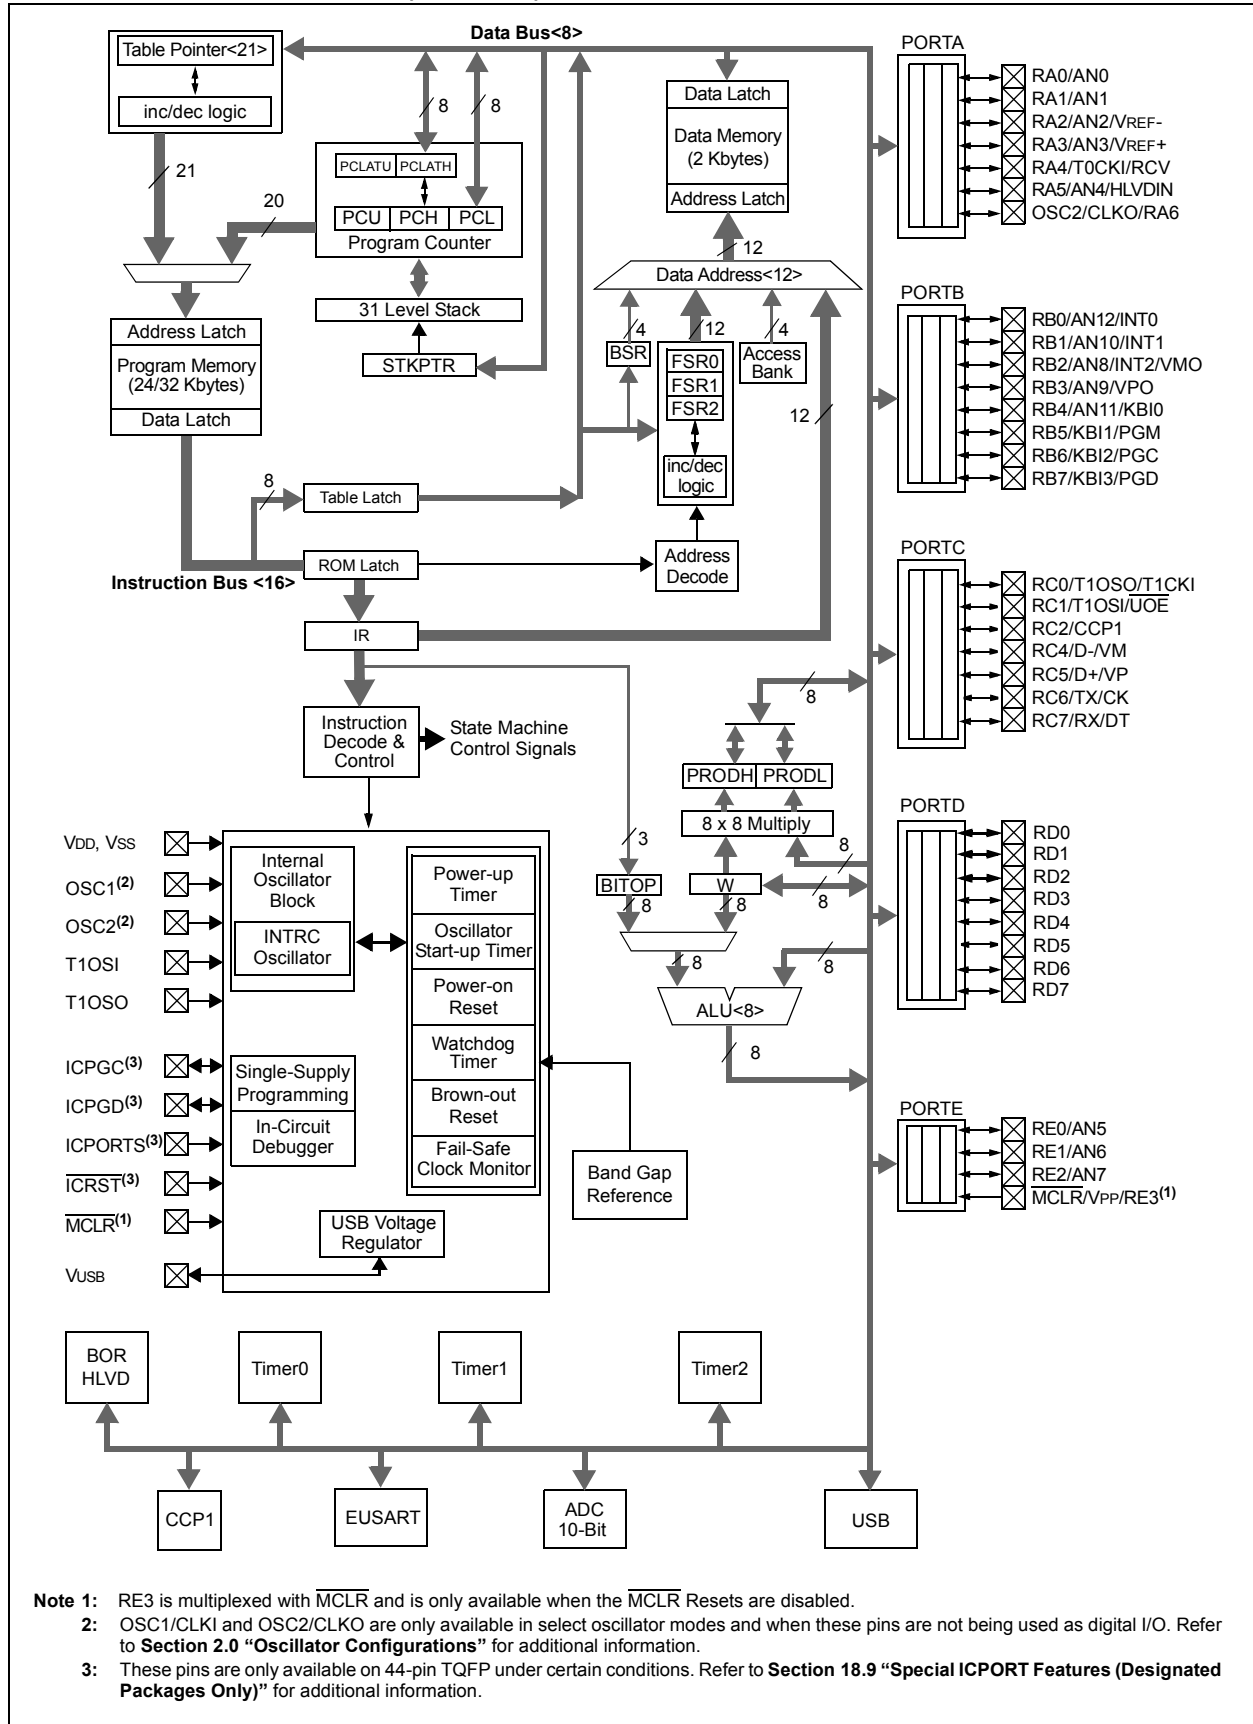 Data Bus<8>
Table Pointer<21>
inc/dec logic
21
20
8
8
PCLATU PCLATH
PCU PCH PCL
Program Counter
31 Level Stack
STKPTR
Address Latch
Program Memory
(24/32 Kbytes)
Data Latch
8
Table Latch
ROM Latch
Instruction Bus <16>
IR
Data Latch
Data Memory
(2 Kbytes)
Address Latch
12
Data Address<12>
4
12
4
BSR
FSR0
FSR1
FSR2
inc/dec
logic
Access
Bank
12
Address
Decode
Instruction
Decode &
Control
State Machine
Control Signals
8
PRODH PRODL
8 x 8 Multiply
8
3
BITOP
W
8
8
8
8
8
ALU<8>
8
VDD, VSS
OSC1(2)
OSC2(2)
T1OSI
T1OSO
ICPGC(3)
ICPGD(3)
ICPORTS(3)
ICRST(3)
MCLR(1)
VUSB
Internal
Oscillator
Block
INTRC
Oscillator
Single-Supply
Programming
In-Circuit
Debugger
Power-up
Timer
Oscillator
Start-up Timer
Power-on
Reset
Watchdog
Timer
Brown-out
Reset
Fail-Safe
Clock Monitor
Band Gap
Reference
USB Voltage
Regulator
PORTA
RA0/AN0
RA1/AN1
RA2/AN2/VREF-
RA3/AN3/VREF+
RA4/T0CKI/RCV
RA5/AN4/HLVDIN
OSC2/CLKO/RA6
PORTB
RB0/AN12/INT0
RB1/AN10/INT1
RB2/AN8/INT2/VMO
RB3/AN9/VPO
RB4/AN11/KBI0
RB5/KBI1/PGM
RB6/KBI2/PGC
RB7/KBI3/PGD
PORTC
RC0/T1OSO/T1CKI
RC1/T1OSI/UOE
RC2/CCP1
RC4/D-/VM
RC5/D+/VP
RC6/TX/CK
RC7/RX/DT
PORTD
RD0
RD1
RD2
RD3
RD4
RD5
RD6
RD7
PORTE
RE0/AN5
RE1/AN6
RE2/AN7
MCLR/VPP/RE3(1)
BOR
HLVD
Timer0
Timer1
Timer2
CCP1
EUSART
ADC
10-Bit
USB
Note 1: RE3 is multiplexed with MCLR and is only available when the MCLR Resets are disabled.
2: OSC1/CLKI and OSC2/CLKO are only available in select oscillator modes and when these pins are not being used as digital I/O. Refer
to Section 2.0 “Oscillator Configurations” for additional information.
3: These pins are only available on 44-pin TQFP under certain conditions. Refer to Section 18.9 “Special ICPORT Features (Designated
Packages Only)” for additional information.